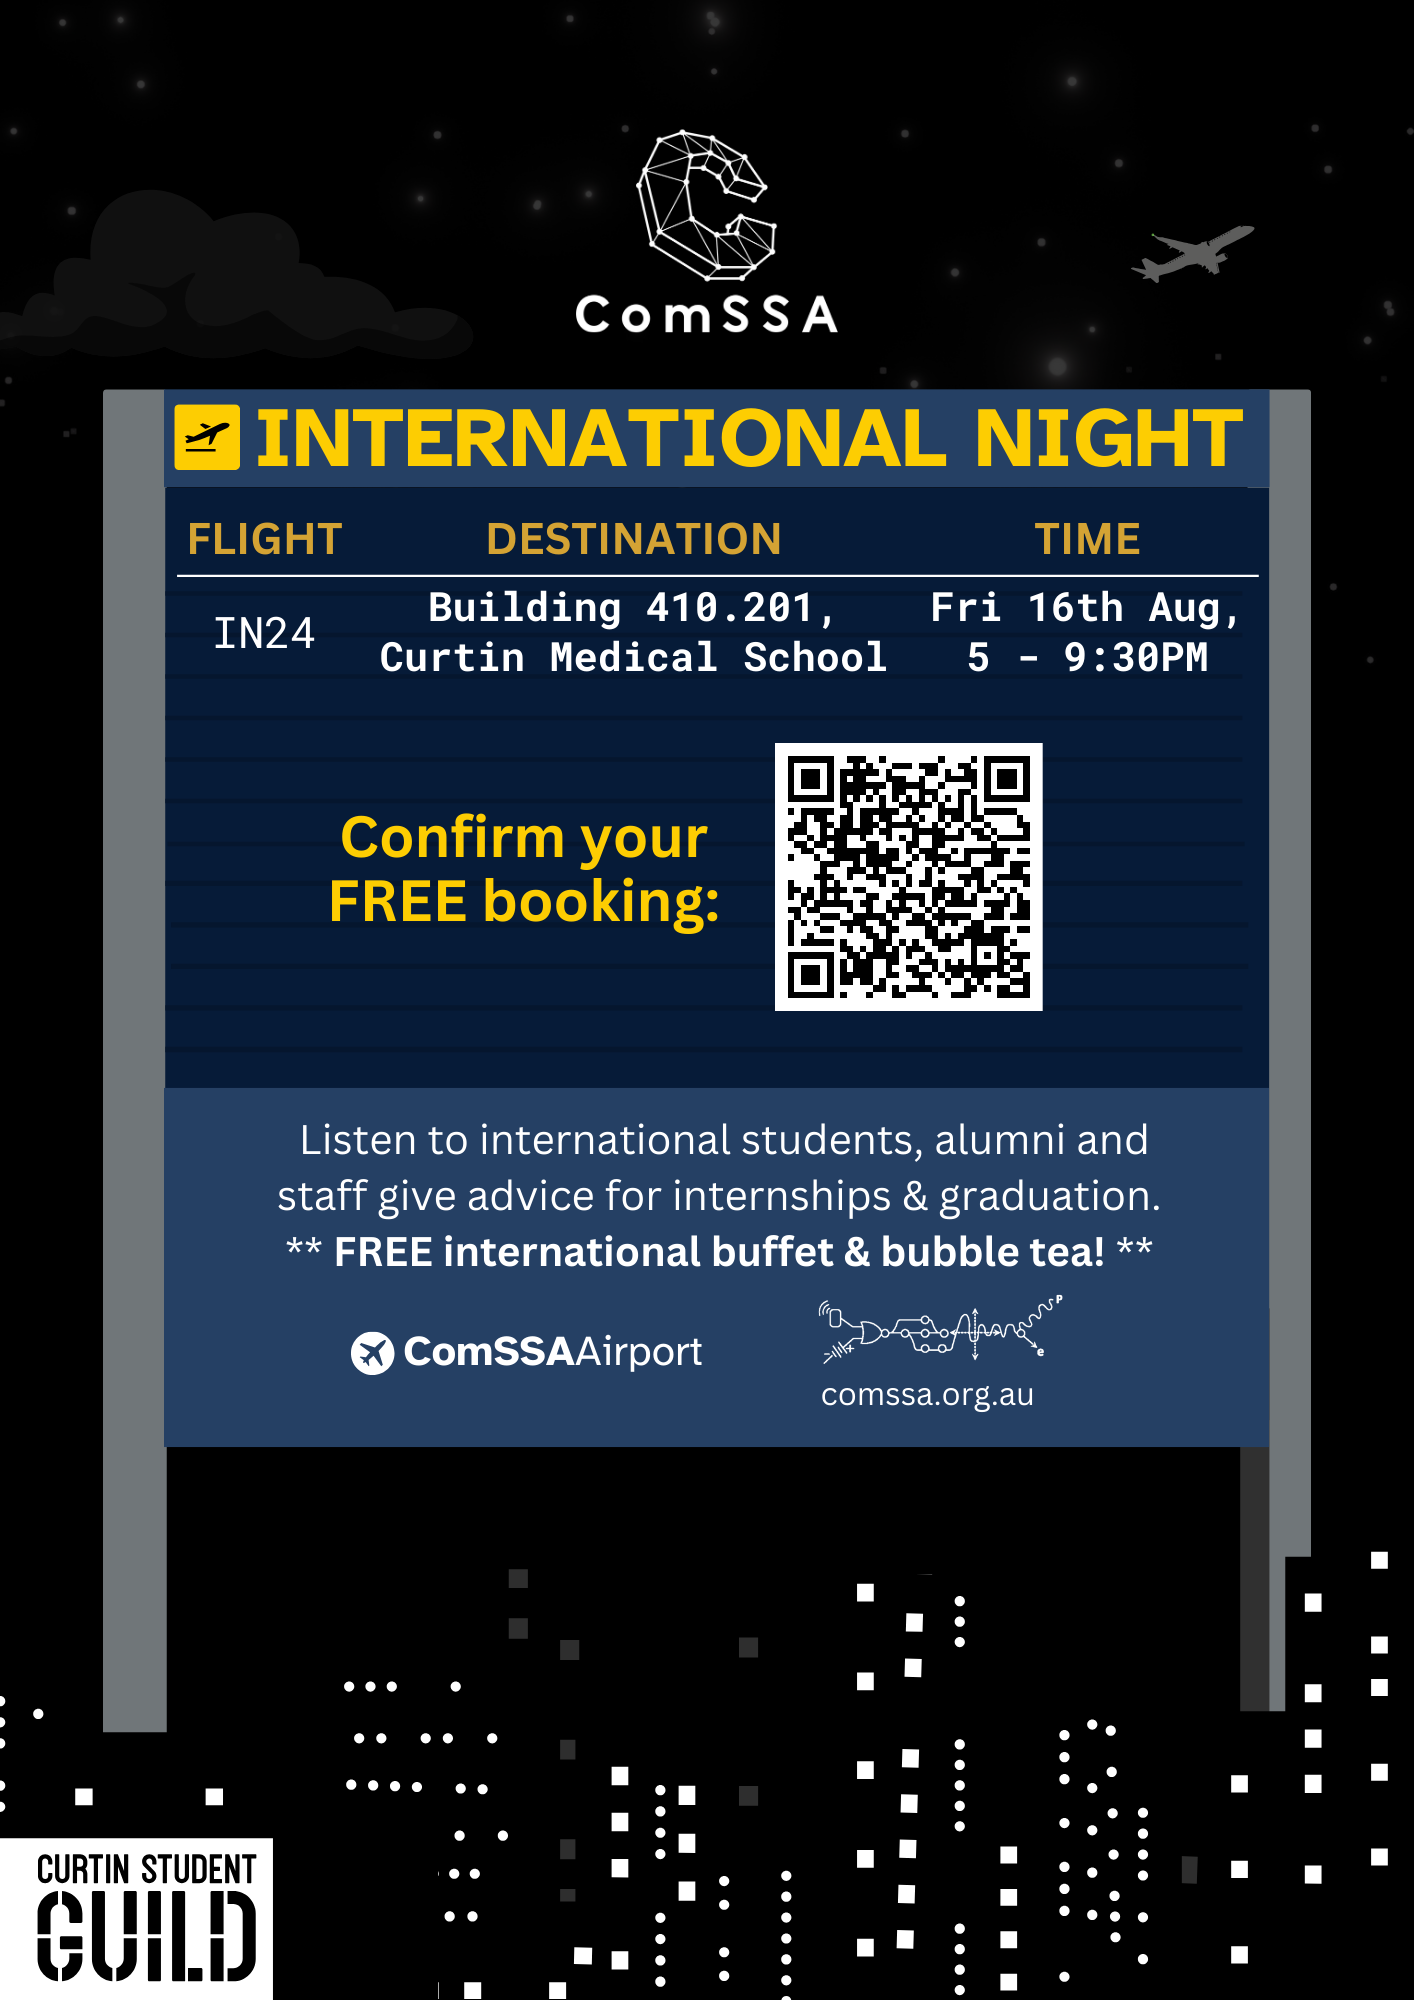 ComSSA
INTERNATIONAL NIGHT
FLIGHT DESTINATION TIME
IN24
Building 410.201,
Curtin Medical School
Fri 16th Aug,
5 - 9:30PM
Confirm your
FREE booking:
Listen to international students, alumni and
staff give advice for internships & graduation.
** FREE international buffet & bubble tea! **
ComSSAAirport
P
e
comssa.org.au
CURTIN STUDENT
GUILD